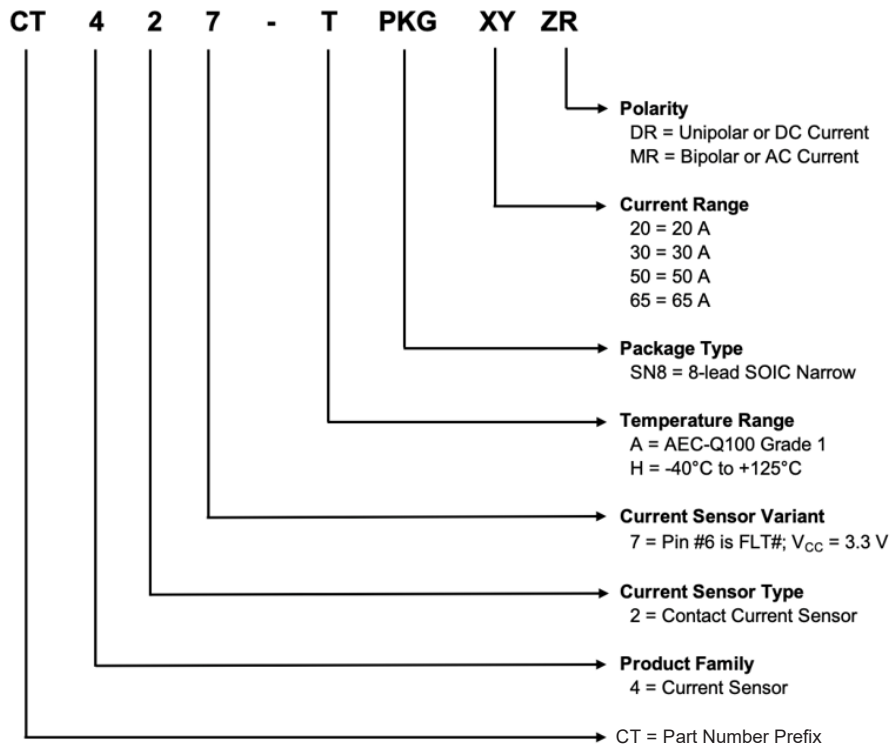 CT 4 2 7 - T PKG XY ZR
Polarity
DR = Unipolar or DC Current
MR = Bipolar or AC Current
Current Range
20 = 20 A
30 = 30 A
50 = 50 A
65 = 65 A
Package Type
SN8 = 8-lead SOIC Narrow
Temperature Range
A = AEC-Q100 Grade 1
H = -40°C to +125°C
Current Sensor Variant
7 = Pin #6 is FLT#; VCC = 3.3 V
Current Sensor Type
2 = Contact Current Sensor
Product Family
4 = Current Sensor
CT = Part Number Prefix